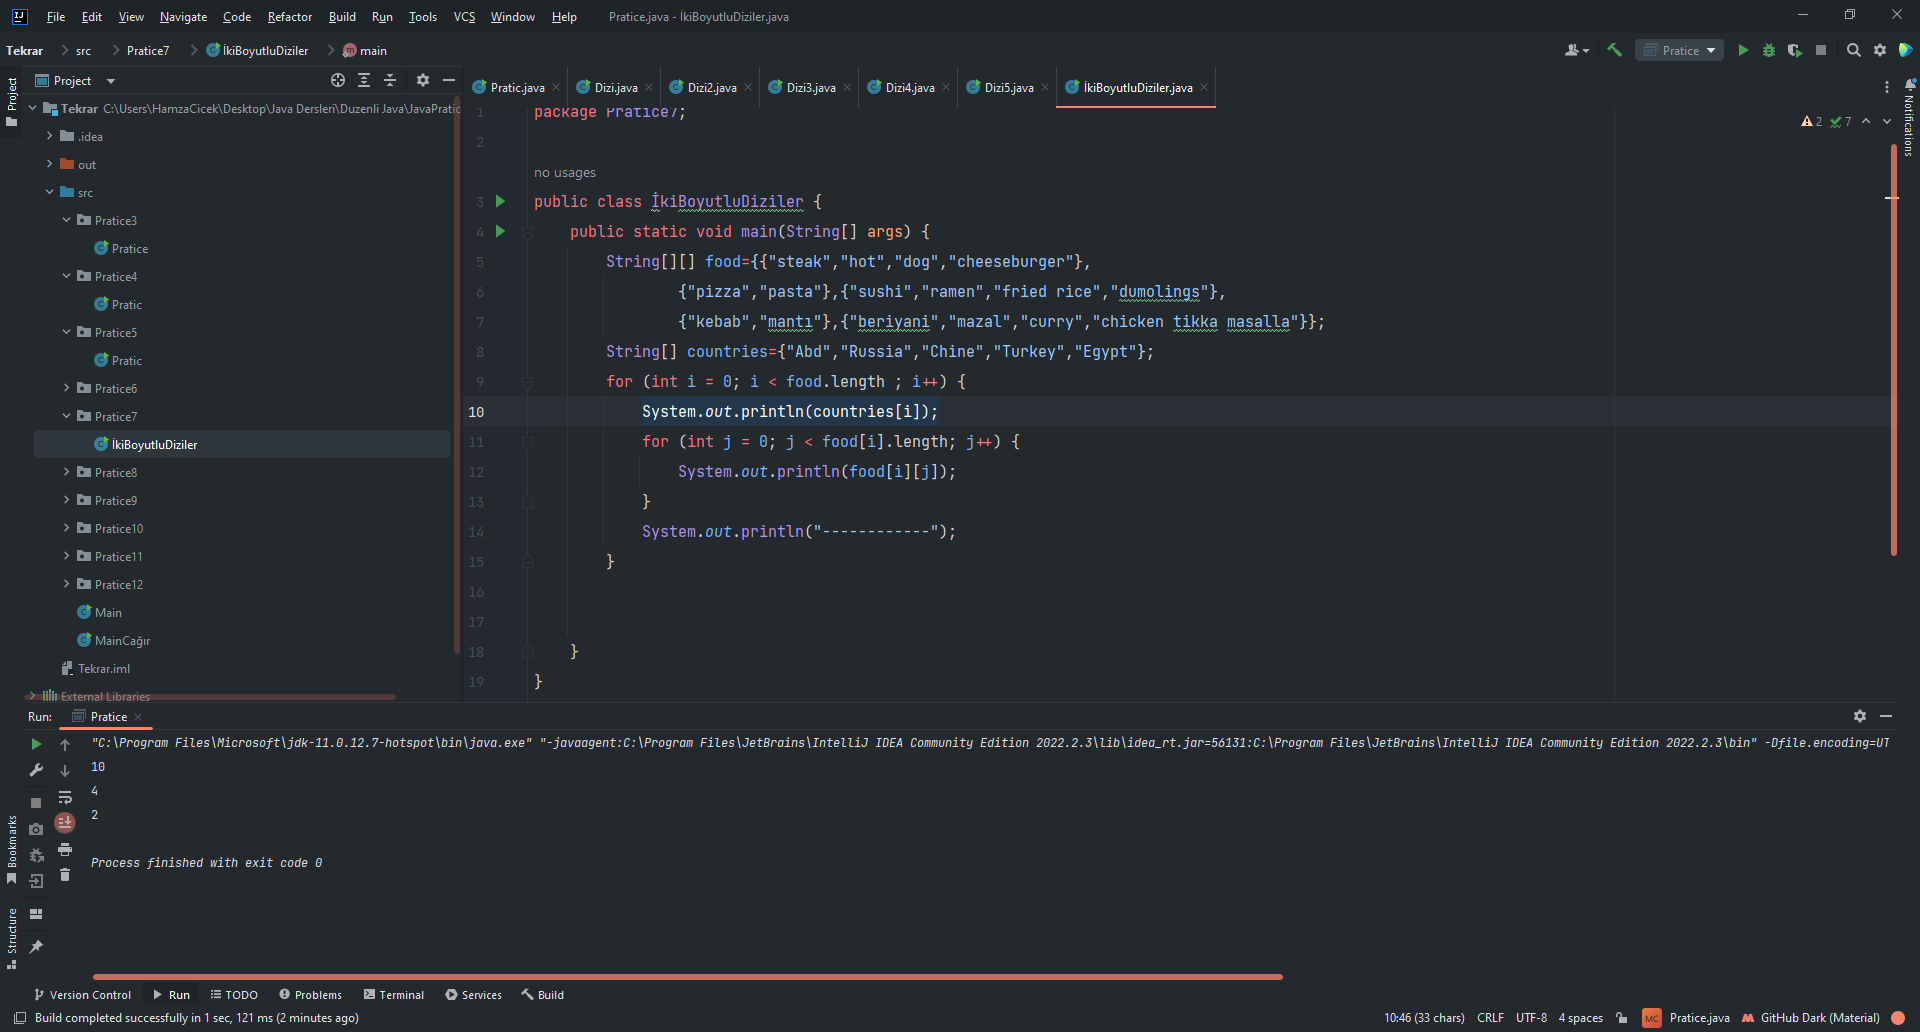 File Edit View Navigate Code Refactor Build Run Tools VCS Window Help Pratice.java - İkiBoyutluDiziler.java
Tekrar src Pratice7 İkiBoyutluDiziler main Pratice
Project
Project
Pratic.java Dizi.java Dizi2.java Dizi3.java Dizi4.java Dizi5.java İkiBoyutluDiziler.java
Notifications
Tekrar C:\Users\HamzaCicek\Desktop\Java Dersleri\Duzenli Java\JavaPratic
.idea
out
src
Pratice3
Pratice
Pratice4
Pratic
Pratice5
Pratic
Pratice6
Pratice7
İkiBoyutluDiziler
Pratice8
Pratice9
Pratice10
Pratice11
Pratice12
Main
MainCağır
Tekrar.iml
External Libraries
2 7
1 package Pratice7;
2
no usages
3 public class İkiBoyutluDiziler {
4 public static void main(String[] args) {
5 String[][] food={{"steak","hot","dog","cheeseburger"},
6 {"pizza","pasta"},{"sushi","ramen","fried rice","dumolings"},
7 {"kebab","mantı"},{"beriyani","mazal","curry","chicken tikka masalla"}};
8 String[] countries={"Abd","Russia","Chine","Turkey","Egypt"};
9 for (int i = 0; i < food.length ; i++) {
10 System.out.println(countries[i]);
11 for (int j = 0; j < food[i].length; j++) {
12 System.out.println(food[i][j]);
13 }
14 System.out.println("------------");
15 }
16
17
18 }
19 }
Run: Pratice
"C:\Program Files\Microsoft\jdk-11.0.12.7-hotspot\bin\java.exe" "-javaagent:C:\Program Files\JetBrains\IntelliJ IDEA Community Edition 2022.2.3\lib\idea_rt.jar=56131:C:\Program Files\JetBrains\IntelliJ IDEA Community Edition 2022.2.3\bin" -Dfile.encoding=UT
10
4
2
Process finished with exit code 0
Bookmarks
Structure
Version Control Run TODO Problems Terminal Services Build
Build completed successfully in 1 sec, 121 ms (2 minutes ago) 10:46 (33 chars) CRLF UTF-8 4 spaces MC Pratice.java GitHub Dark (Material)